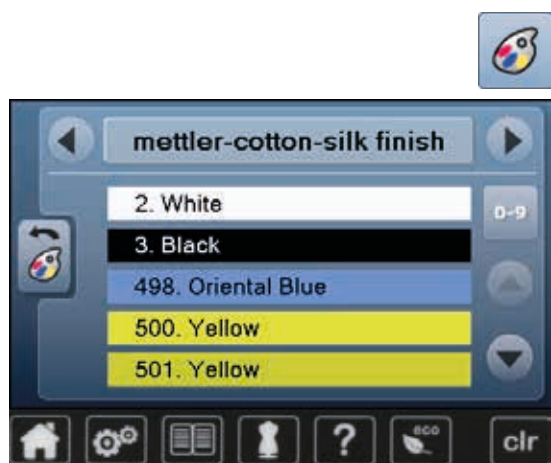 mettler-cotton-silk finish
2. White
0-9
3. Black
498. Oriental Blue
500. Yellow
501. Yellow
? eco clr